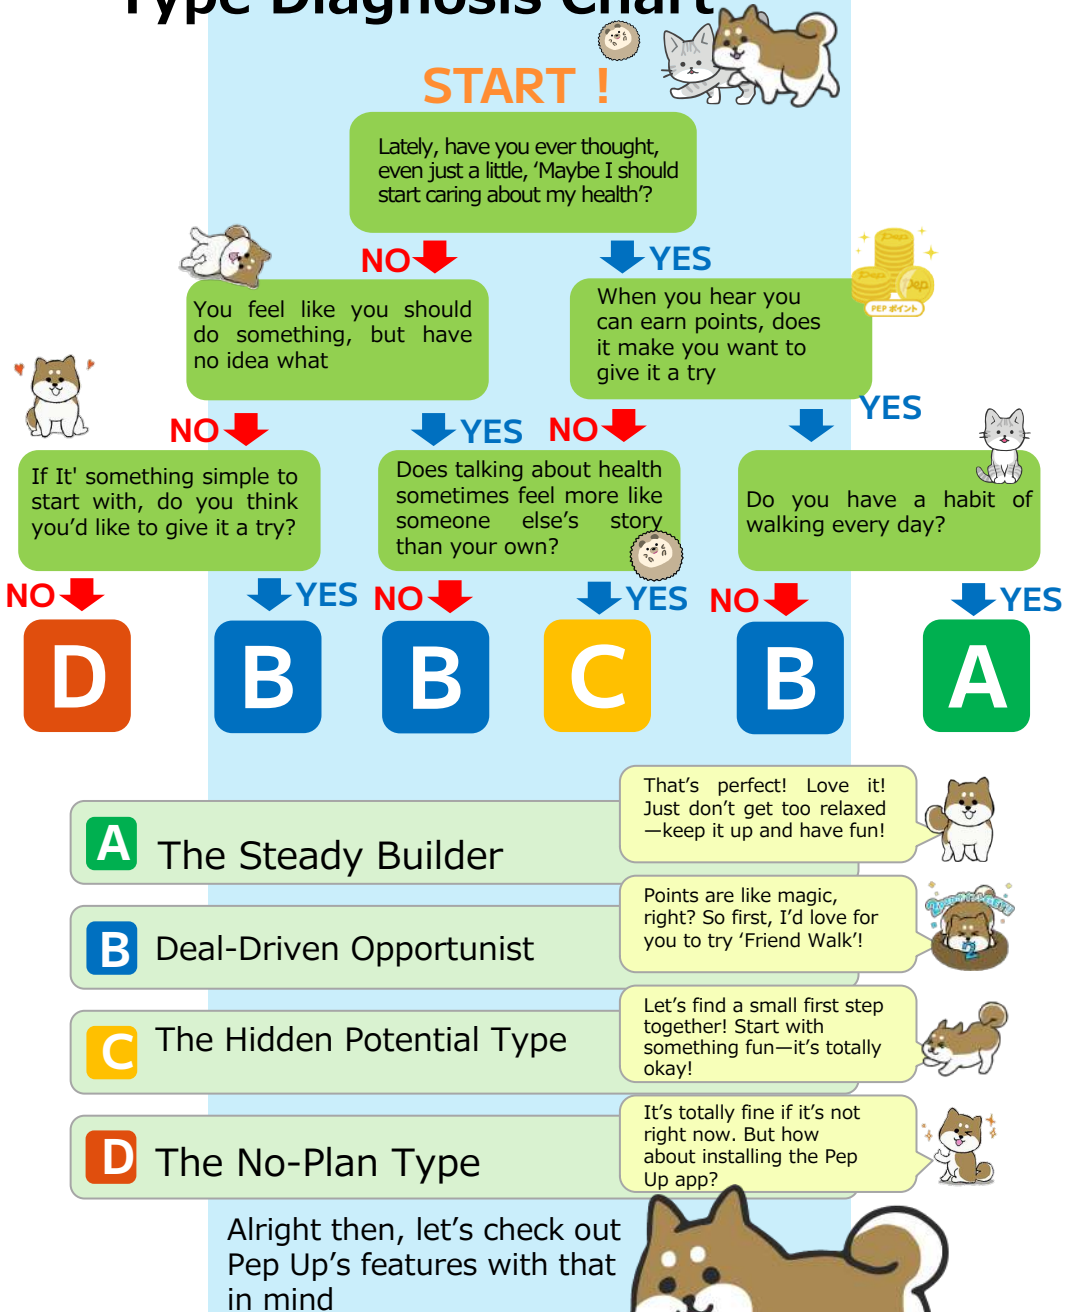 Type Diagnosis Chart
START !
Lately, have you ever thought,
even just a little, ‘Maybe I should
start caring about my health’?
NO
YES
You feel like you should
do something, but have
no idea what
When you hear you
can earn points, does
it make you want to
give it a try
pep
pep
PEP ポイント
NO
YES
NO
YES
If It' something simple to
start with, do you think
you’d like to give it a try?
Does talking about health
sometimes feel more like
someone else’s story
than your own?
Do you have a habit of
walking every day?
NO
YES
NO
YES
NO
YES
D
B
B
C
B
A
A
The Steady Builder
That’s perfect! Love it!
Just don’t get too relaxed
—keep it up and have fun!
B
Deal-Driven Opportunist
Points are like magic,
right? So first, I’d love for
you to try ‘Friend Walk’!
C
The Hidden Potential Type
Let’s find a small first step
together! Start with
something fun—it’s totally
okay!
D
The No-Plan Type
It’s totally fine if it’s not
right now. But how
about installing the Pep
Up app?
Alright then, let’s check out
Pep Up’s features with that
in mind